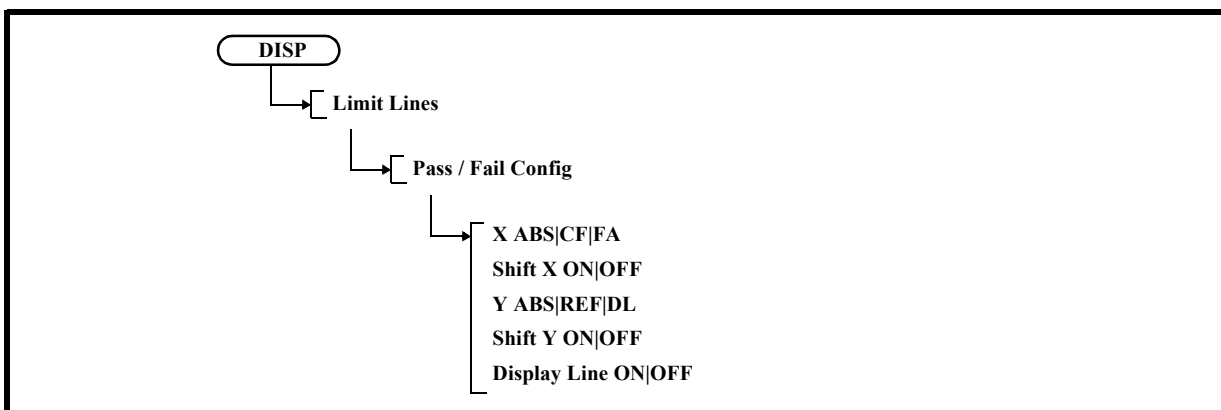 DISP
Limit Lines
Pass / Fail Config
X ABS|CF|FA
Shift X ON|OFF
Y ABS|REF|DL
Shift Y ON|OFF
Display Line ON|OFF